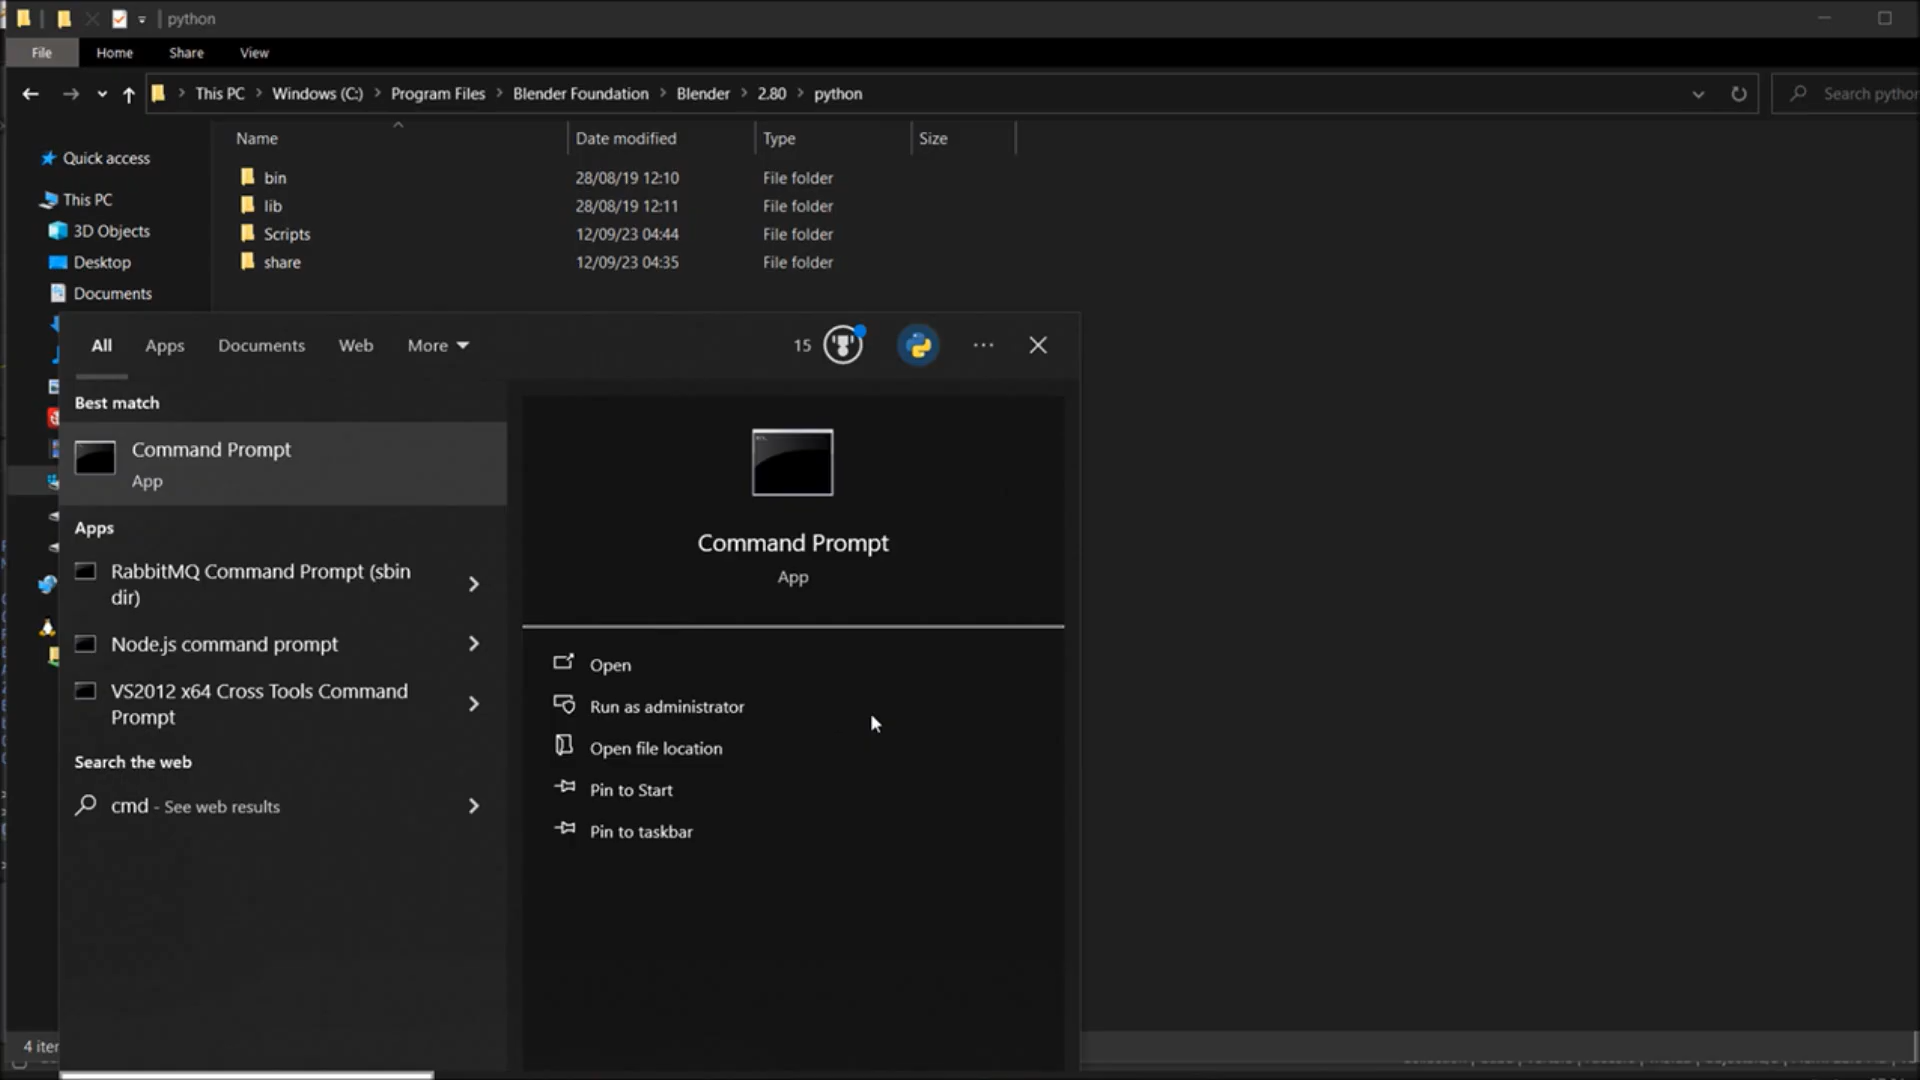 python
File Home Share View
This PC Windows (C:) Program Files Blender Foundation Blender 2.80 python
Search python
Name Date modified Type Size
bin 28/08/19 12:10 File folder
lib 28/08/19 12:11 File folder
Scripts 12/09/23 04:44 File folder
share 12/09/23 04:35 File folder
Quick access
This PC
3D Objects
Desktop
Documents
All Apps Documents Web More 15
Best match
Command Prompt
App
Apps
RabbitMQ Command Prompt (sbin
dir)
Node.js command prompt
VS2012 x64 Cross Tools Command
Prompt
Search the web
cmd - See web results
Command Prompt
App
Open
Run as administrator
Open file location
Pin to Start
Pin to taskbar
4 iter